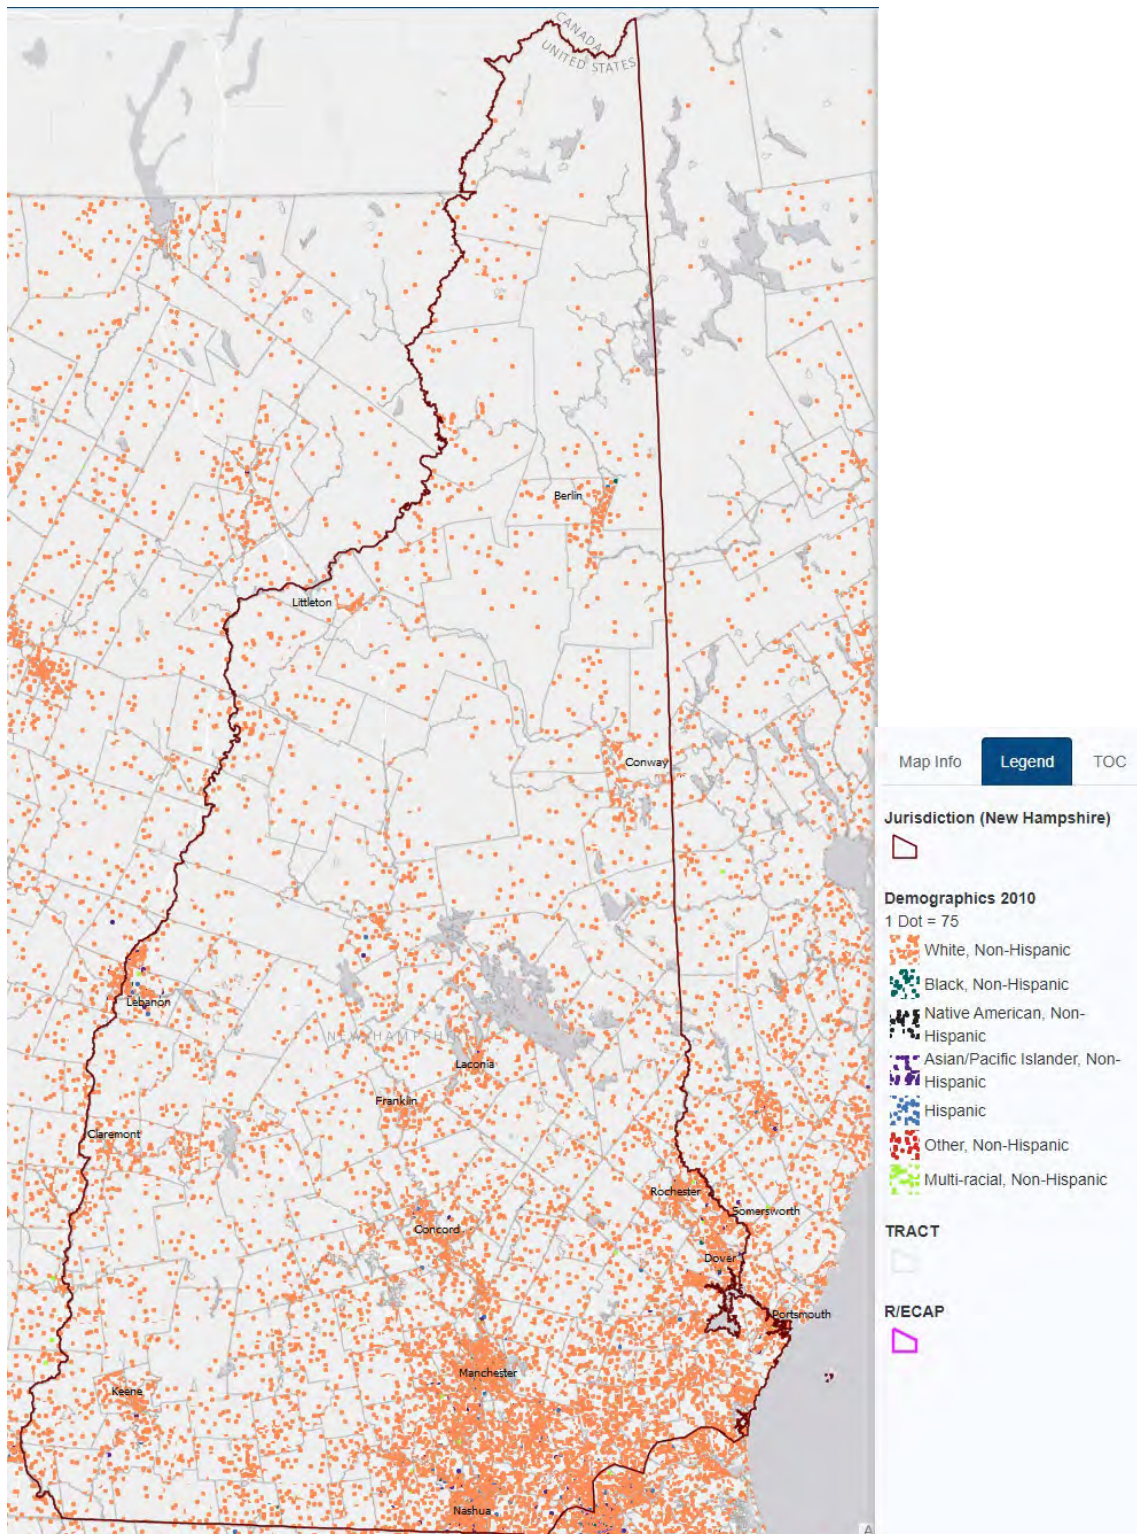 CANADA
UNITED STATES
Berlin
Littleton
Conway
Lebanon
NEW HAMPSHIRE
Laconia
Franklin
Claremont
Rochester
Somersworth
Concord
Dover
Portsmouth
Manchester
Keene
Nashua
Map Info
Legend
TOC
Jurisdiction (New Hampshire)
Demographics 2010
1 Dot = 75
White, Non-Hispanic
Black, Non-Hispanic
Native American, Non-
Hispanic
Asian/Pacific Islander, Non-
Hispanic
Hispanic
Other, Non-Hispanic
Multi-racial, Non-Hispanic
TRACT
R/ECAP